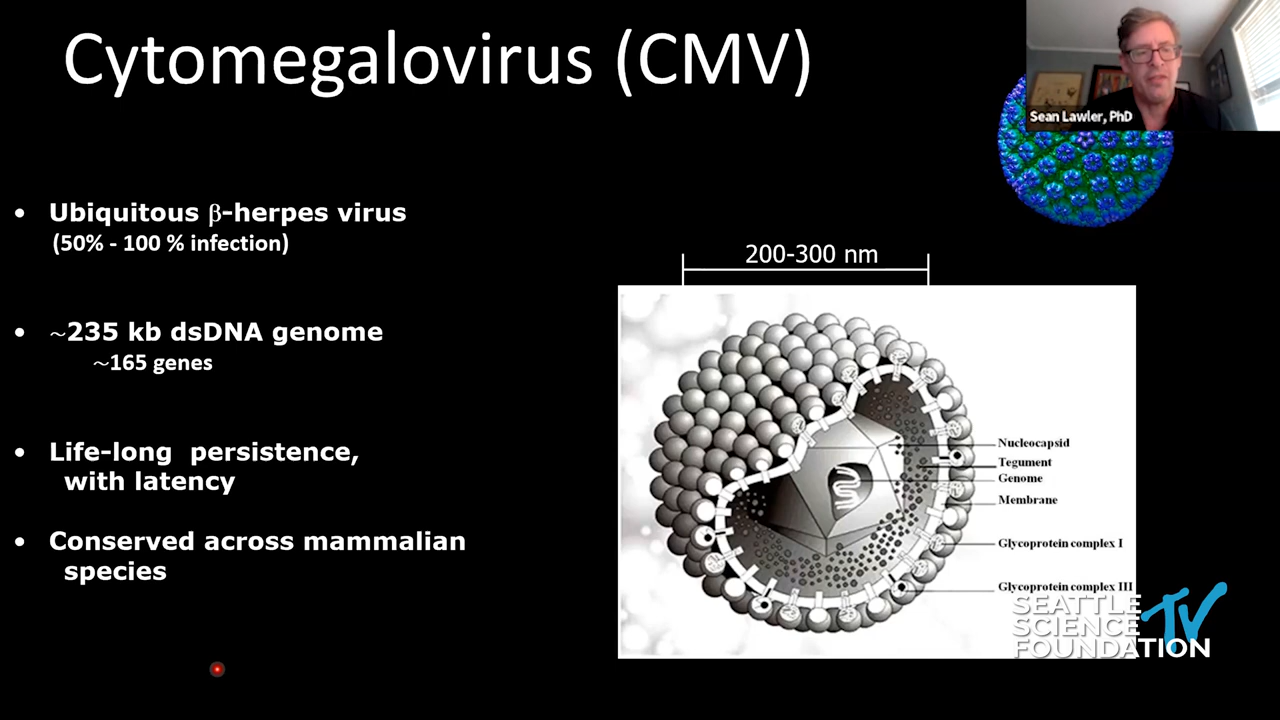 Cytomegalovirus (CMV)
Sean Lawler, PhD
• Ubiquitous β-herpes virus
(50% - 100 % infection)
• ~235 kb dsDNA genome
~165 genes
• Life-long persistence,
with latency
• Conserved across mammalian
species
200-300 nm
Nucleocapsid
Tegument
Genome
Membrane
Glycoprotein complex I
Glycoprotein complex III
SEATTLE
SCIENCE
FOUNDATION
TV